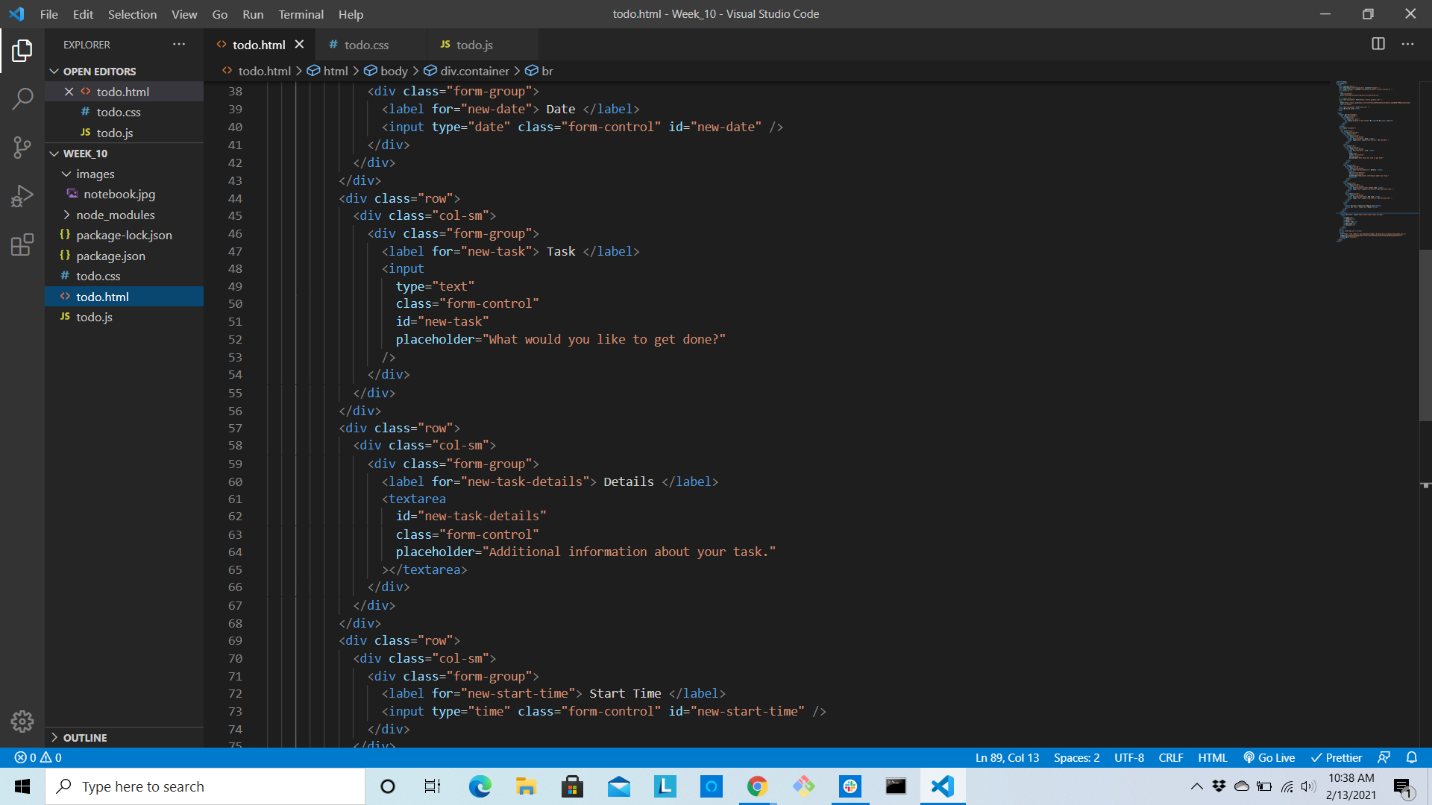 File Edit Selection View Go Run Terminal Help
todo.html - Week_10 - Visual Studio Code
EXPLORER
OPEN EDITORS
todo.html
todo.css
todo.js
WEEK_10
images
notebook.jpg
node_modules
package-lock.json
package.json
todo.css
todo.html
todo.js
OUTLINE
todo.html todo.css todo.js
todo.html > html > body > div.container > br
38 <div class="form-group">
39 <label for="new-date"> Date </label>
40 <input type="date" class="form-control" id="new-date" />
41 </div>
42 </div>
43 </div>
44 <div class="row">
45 <div class="col-sm">
46 <div class="form-group">
47 <label for="new-task"> Task </label>
48 <input
49 type="text"
50 class="form-control"
51 id="new-task"
52 placeholder="What would you like to get done?"
53 />
54 </div>
55 </div>
56 </div>
57 <div class="row">
58 <div class="col-sm">
59 <div class="form-group">
60 <label for="new-task-details"> Details </label>
61 <textarea
62 id="new-task-details"
63 class="form-control"
64 placeholder="Additional information about your task."
65 ></textarea>
66 </div>
67 </div>
68 </div>
69 <div class="row">
70 <div class="col-sm">
71 <div class="form-group">
72 <label for="new-start-time"> Start Time </label>
73 <input type="time" class="form-control" id="new-start-time" />
74 </div>
75 </div>
0 0 Ln 89, Col 13 Spaces: 2 UTF-8 CRLF HTML Go Live Prettier
Type here to search
10:38 AM
2/13/2021
1